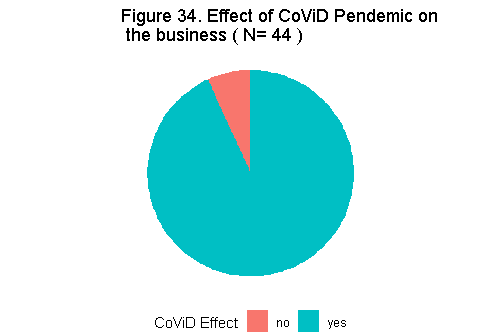 Figure 34. Effect of CoViD Pendemic on
the business ( N= 44 )
CoViD Effect no yes